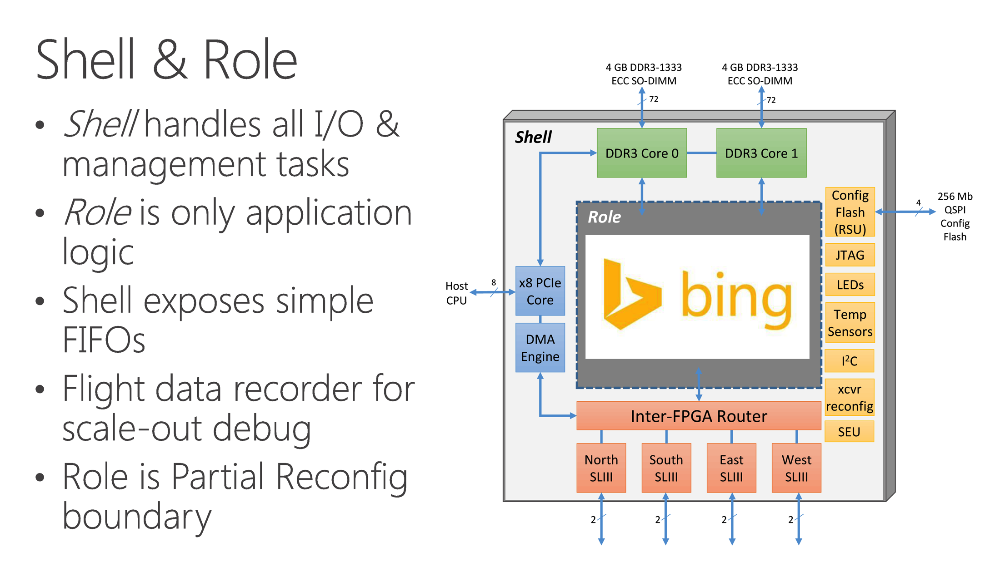 Shell & Role
• Shell handles all I/O &
management tasks
• Role is only application
logic
• Shell exposes simple
FIFOs
• Flight data recorder for
scale-out debug
• Role is Partial Reconfig
boundary
4 GB DDR3-1333
ECC SO-DIMM
72
4 GB DDR3-1333
ECC SO-DIMM
72
Shell
DDR3 Core 0
DDR3 Core 1
Role
bing
Host
CPU
8
x8 PCIe
Core
DMA
Engine
Config
Flash
(RSU)
4
256 Mb
QSPI
Config
Flash
JTAG
LEDs
Temp
Sensors
I²C
xcvr
reconfig
SEU
Inter-FPGA Router
North
SLIII
South
SLIII
East
SLIII
West
SLIII
2
2
2
2